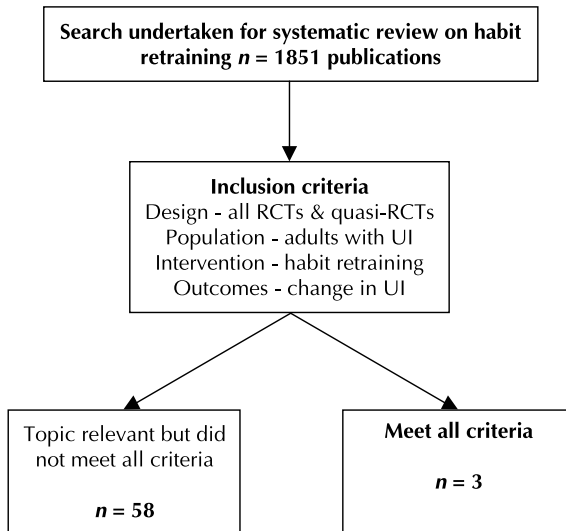 Search undertaken for systematic review on habit
retraining n = 1851 publications
Inclusion criteria
Design - all RCTs & quasi-RCTs
Population - adults with UI
Intervention - habit retraining
Outcomes - change in UI
Topic relevant but did
not meet all criteria
n = 58
Meet all criteria
n = 3